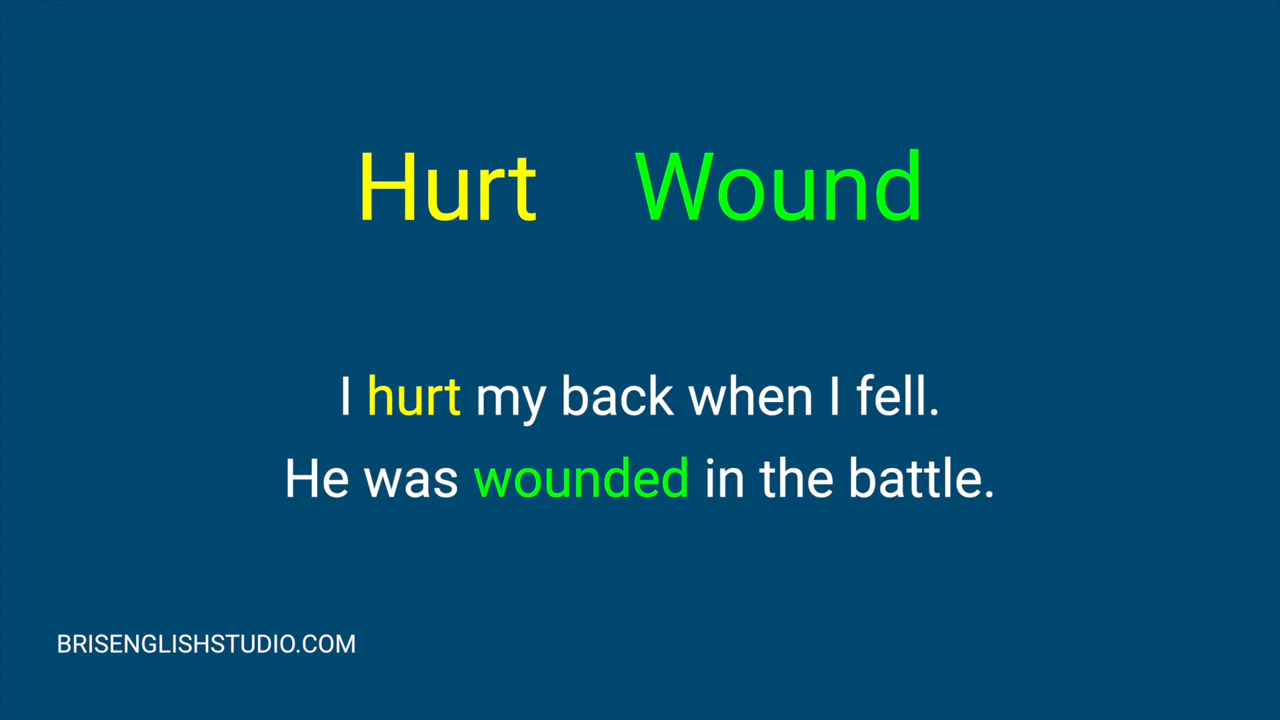 Hurt Wound
I hurt my back when I fell.
He was wounded in the battle.
BRISENGLISHSTUDIO.COM